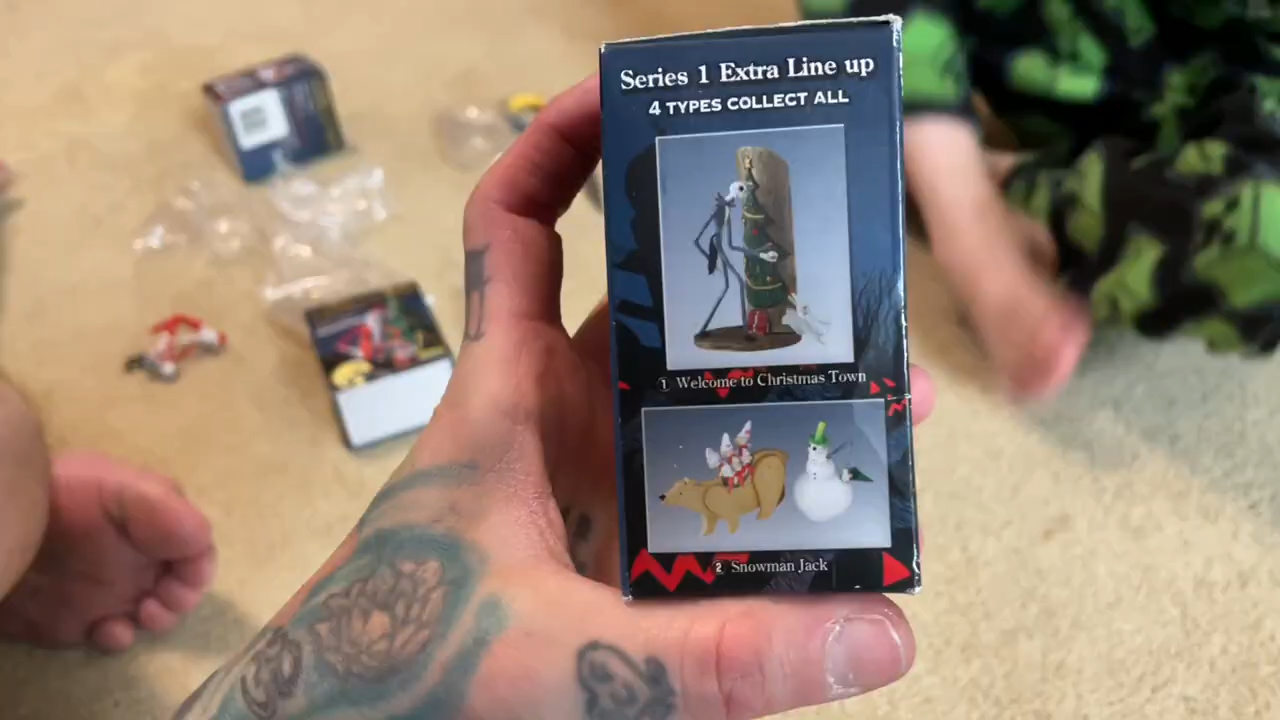 Series 1 Extra Line up
4 TYPES COLLECT ALL
① Welcome to Christmas Town
② Snowman Jack